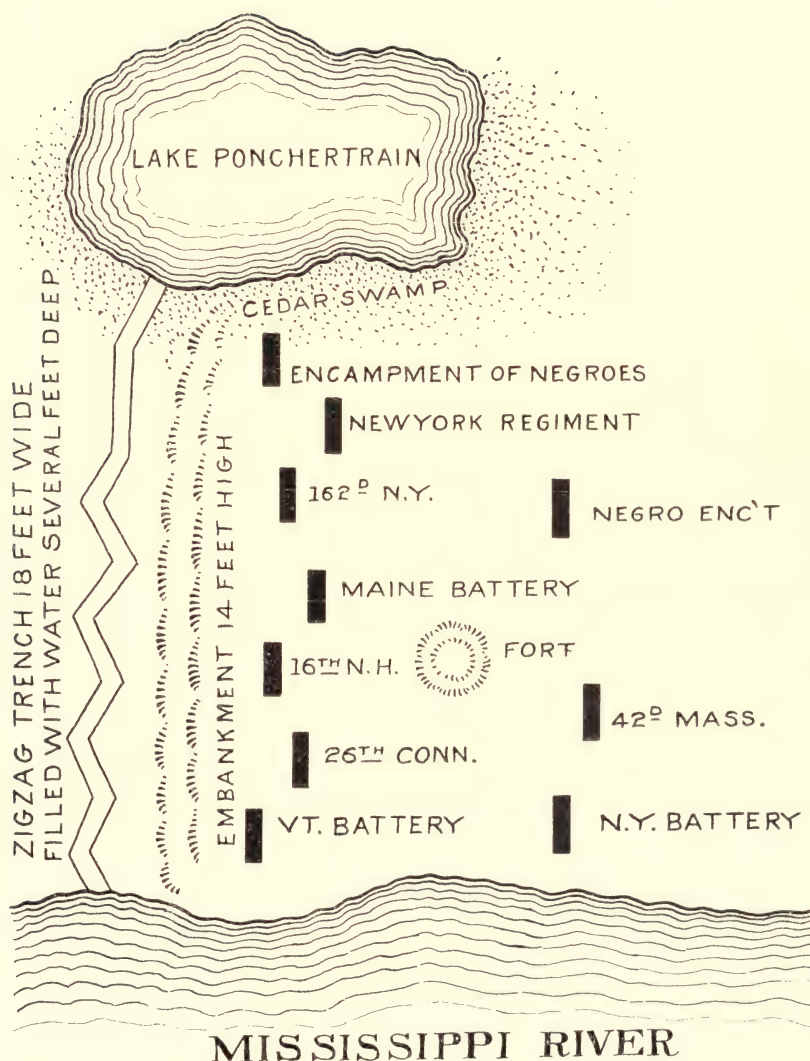 LAKE PONCHERTRAIN
CEDAR SWAMP
ZIGZAG TRENCH 18 FEET WIDE
FILLED WITH WATER SEVERAL FEET DEEP
EMBANKMENT 14 FEET HIGH
ENCAMPMENT OF NEGROES
NEWYORK REGIMENT
162D N.Y.
NEGRO ENC'T
MAINE BATTERY
FORT
16TH N.H.
42D MASS.
26TH CONN.
VT. BATTERY
N.Y. BATTERY
MISSISSIPPI RIVER